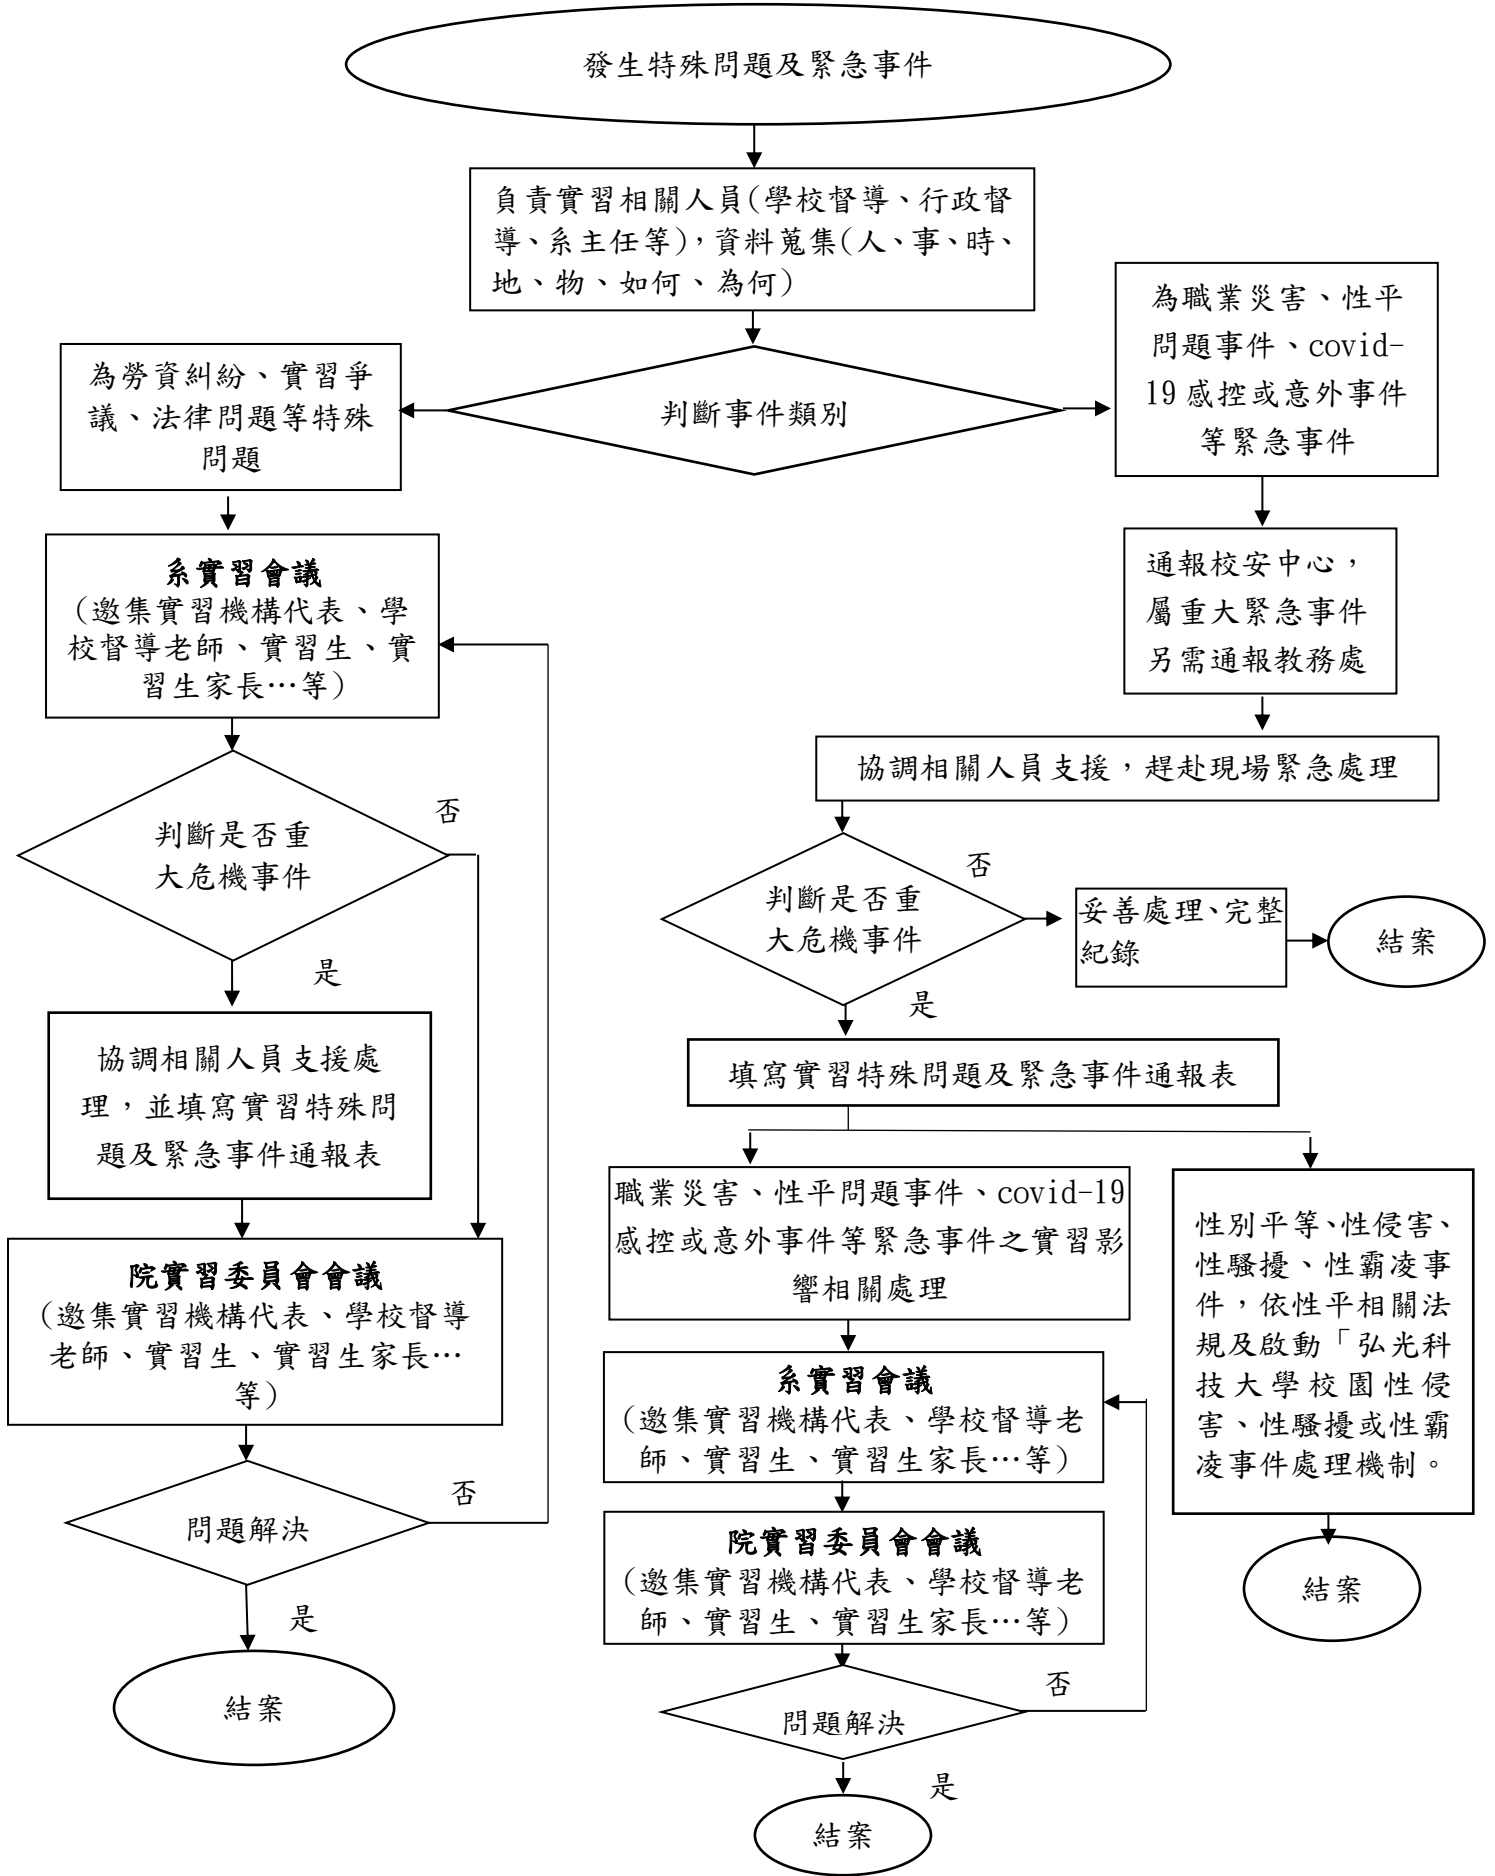 發生特殊問題及緊急事件
負責實習相關人員(學校督導、行政督
導、系主任等),資料蒐集(人、事、時、
地、物、如何、為何)
判斷事件類別
為勞資糾紛、實習爭
議、法律問題等特殊
問題
系實習會議
(邀集實習機構代表、學
校督導老師、實習生、實
習生家長…等)
判斷是否重
大危機事件
否
是
協調相關人員支援處
理,並填寫實習特殊問
題及緊急事件通報表
院實習委員會會議
(邀集實習機構代表、學校督導
老師、實習生、實習生家長…
等)
問題解決
否
是
結案
為職業災害、性平
問題事件、covid-
19感控或意外事件
等緊急事件
通報校安中心,
屬重大緊急事件
另需通報教務處
協調相關人員支援,趕赴現場緊急處理
判斷是否重
大危機事件
否
妥善處理、完整
紀錄
結案
是
填寫實習特殊問題及緊急事件通報表
職業災害、性平問題事件、covid-19
感控或意外事件等緊急事件之實習影
響相關處理
系實習會議
(邀集實習機構代表、學校督導老
師、實習生、實習生家長…等)
院實習委員會會議
(邀集實習機構代表、學校督導老
師、實習生、實習生家長…等)
問題解決
否
是
結案
性別平等、性侵害、
性騷擾、性霸凌事
件,依性平相關法
規及啟動「弘光科
技大學校園性侵
害、性騷擾或性霸
凌事件處理機制。
結案